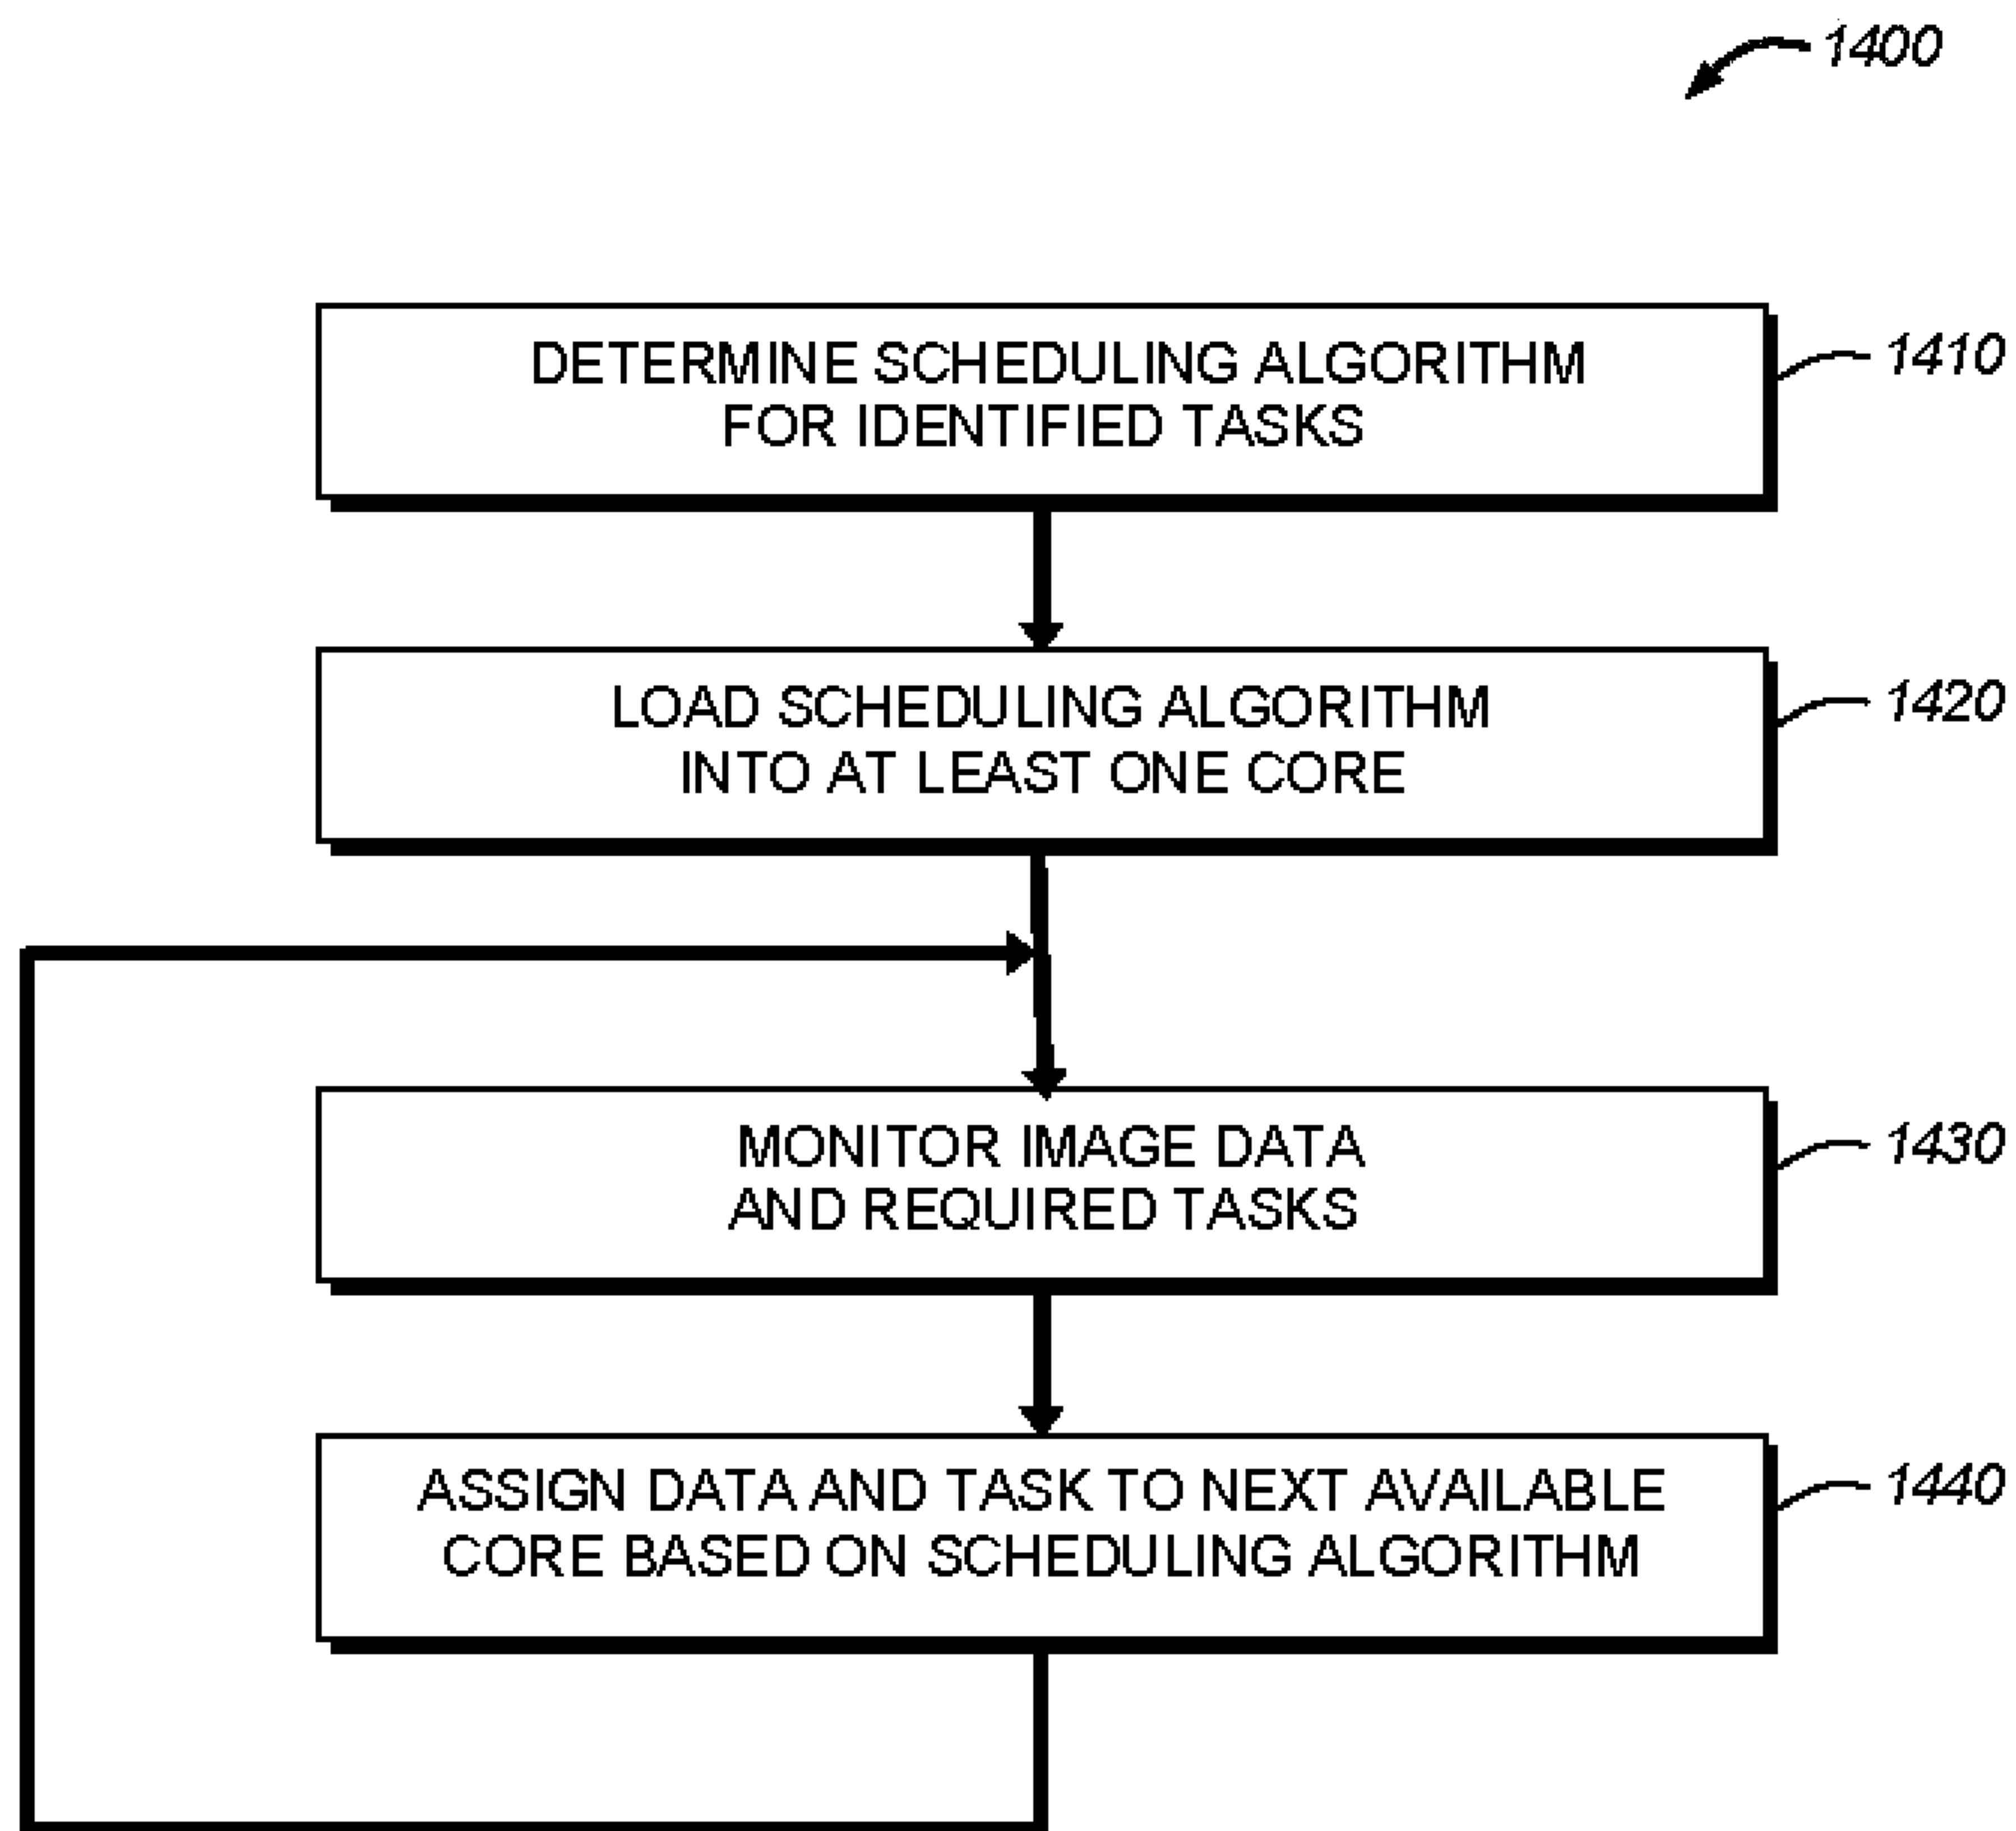 1400
DETERMINE SCHEDULING ALGORITHM
FOR IDENTIFIED TASKS
1410
LOAD SCHEDULING ALGORITHM
INTO AT LEAST ONE CORE
1420
MONITOR IMAGE DATA
AND REQUIRED TASKS
1430
ASSIGN DATA AND TASK TO NEXT AVAILABLE
CORE BASED ON SCHEDULING ALGORITHM
1440